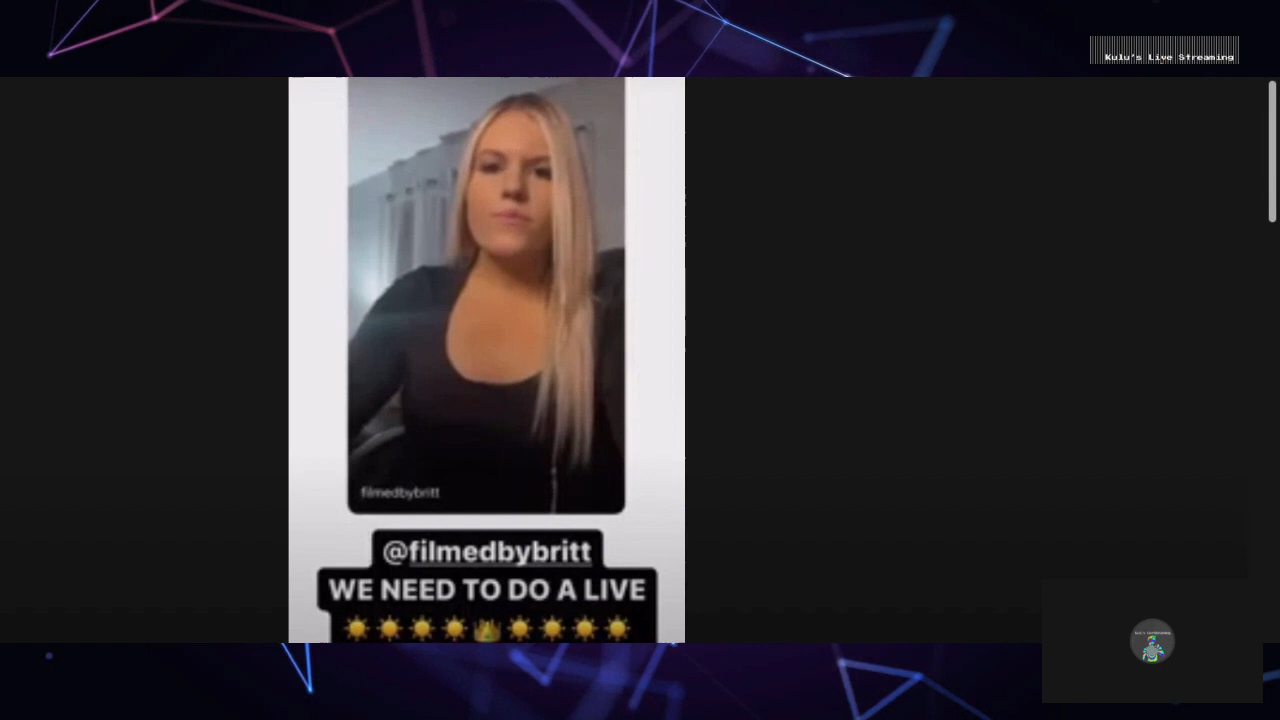 Kulu's Live Streaming
filmedbybritt
@filmedbybritt
WE NEED TO DO A LIVE
☀☀☀☀👑☀☀☀☀